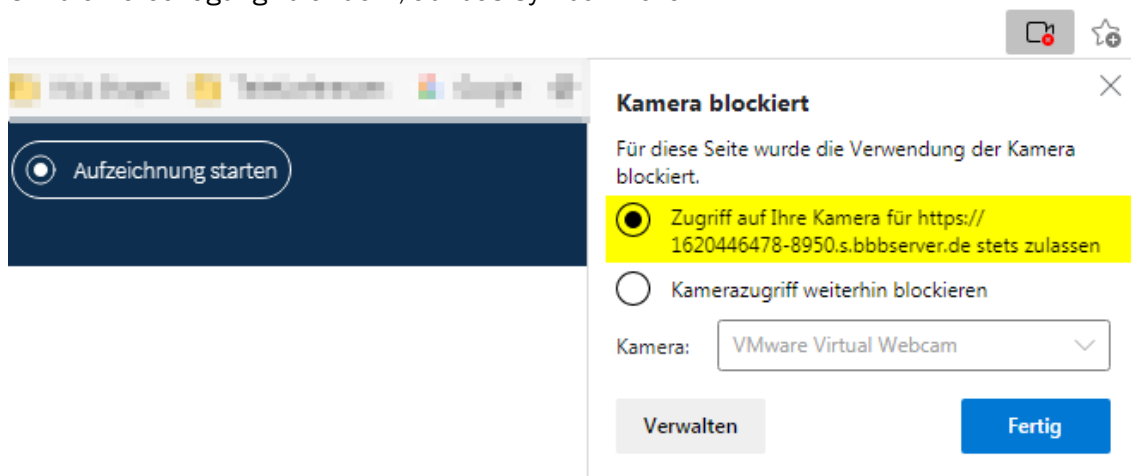 Kamera blockiert
Für diese Seite wurde die Verwendung der Kamera
blockiert.
Aufzeichnung starten
Zugriff auf Ihre Kamera für https://
1620446478-8950.s.bbbserver.de stets zulassen
Kamerazugriff weiterhin blockieren
Kamera: VMware Virtual Webcam
Verwalten Fertig